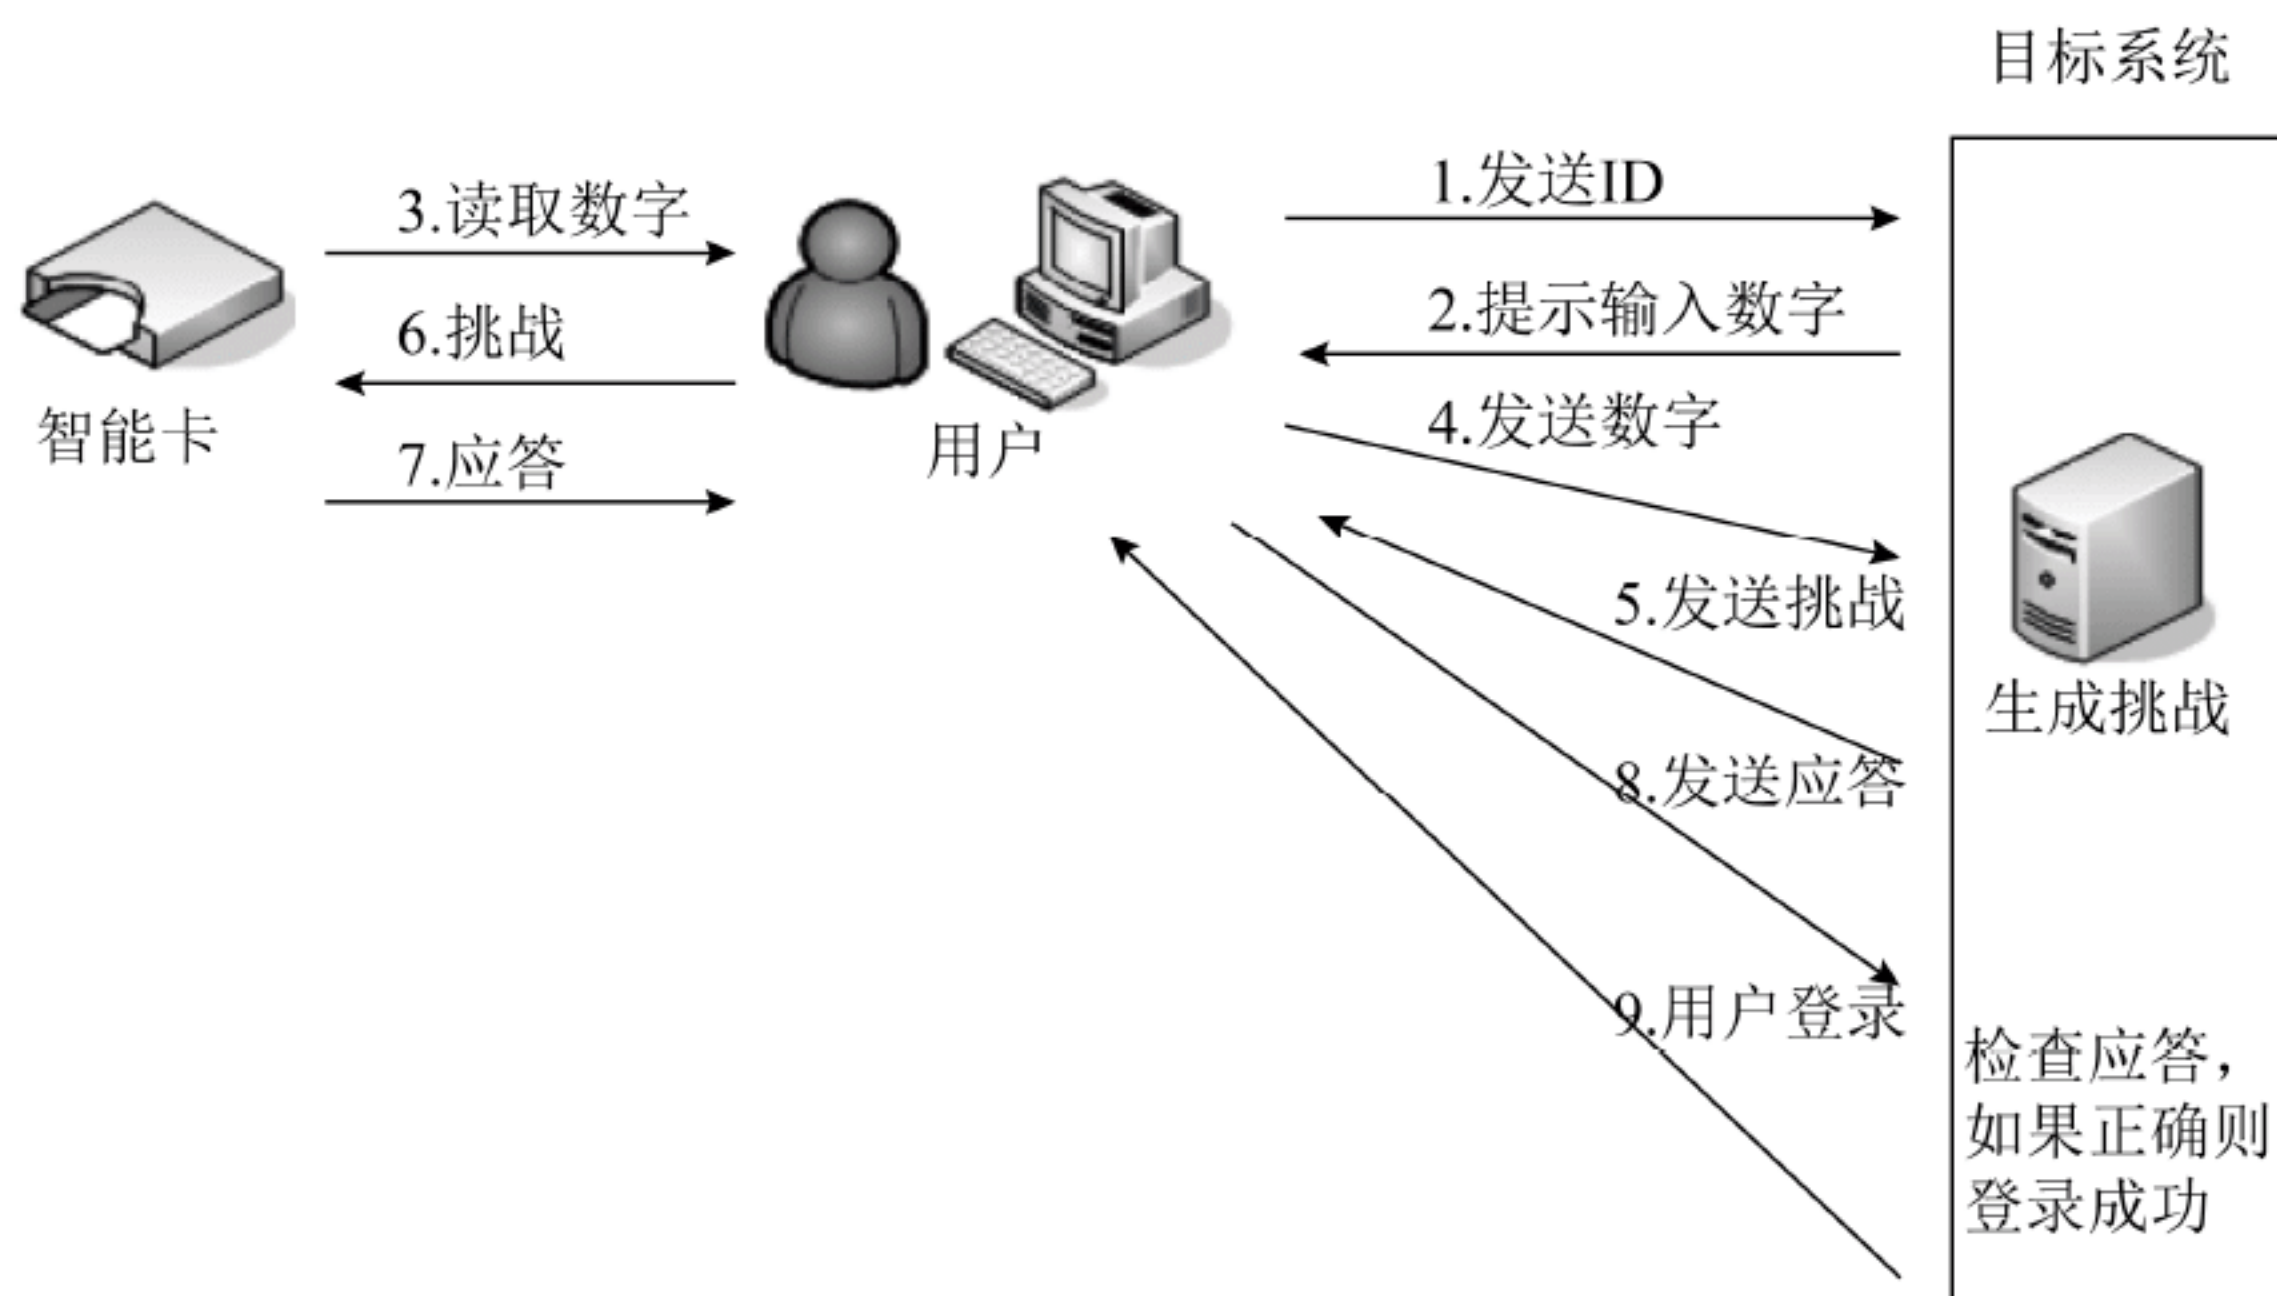 目标系统
1.发送ID
3.读取数字
2.提示输入数字
6.挑战
4.发送数字
智能卡
用户
7.应答
5.发送挑战
生成挑战
8.发送应答
9.用户登录
检查应答，
如果正确则
登录成功